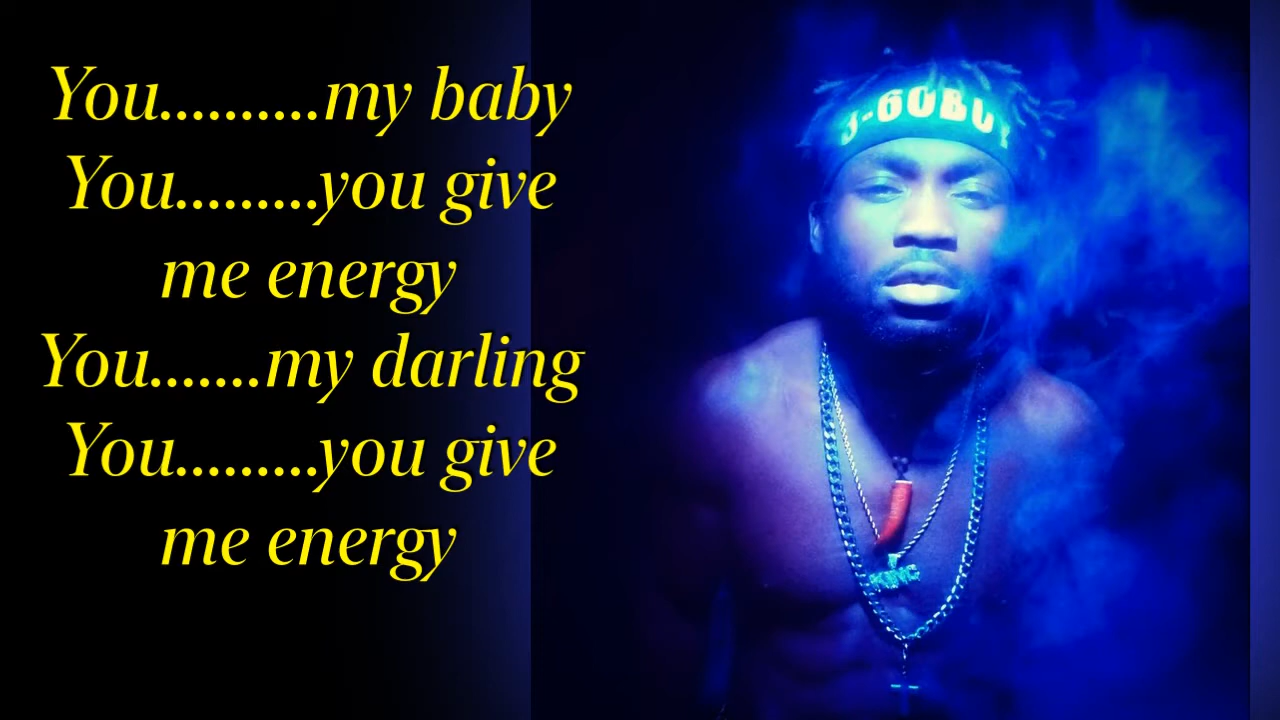 You..........my baby
You.........you give
me energy
You.......my darling
You.........you give
me energy